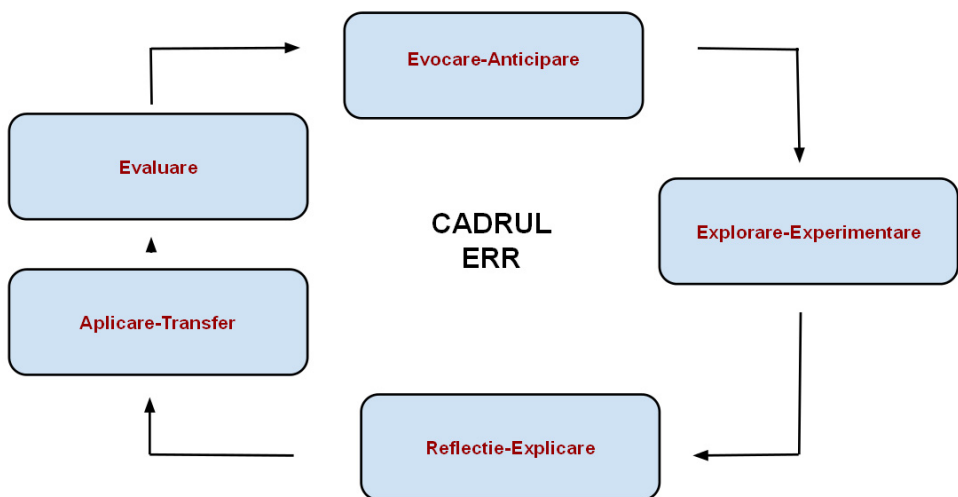 Evocare-Anticipare
Explorare-Experimentare
Reflectie-Explicare
Aplicare-Transfer
Evaluare
CADRUL
ERR